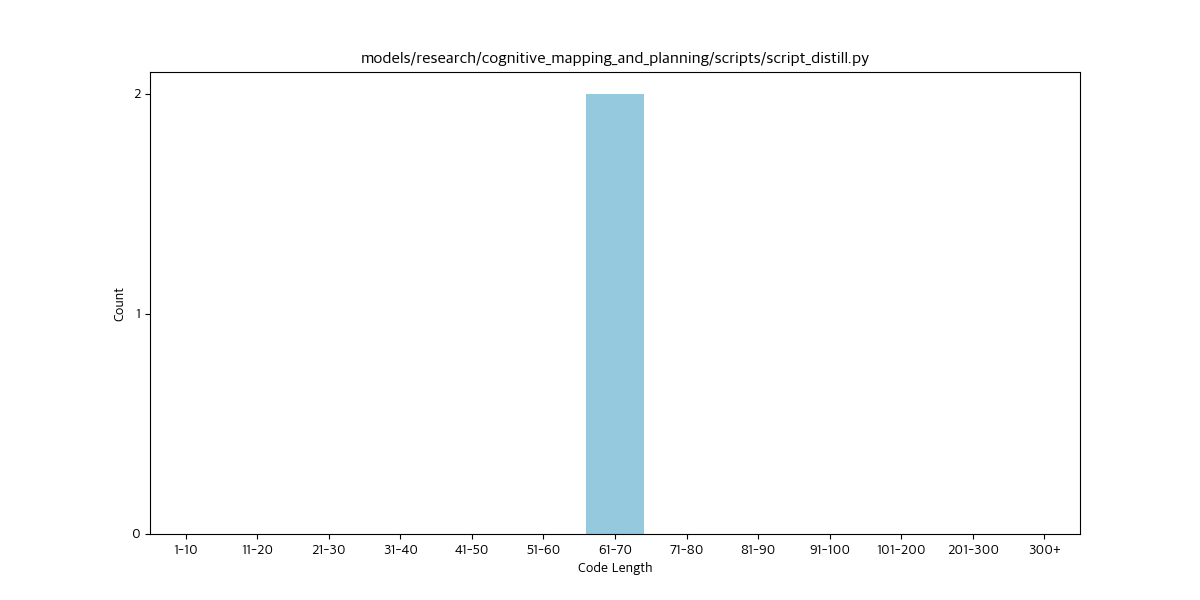 models/research/cognitive_mapping_and_planning/scripts/script_distill.py
2
1
0
Count
1-10 11-20 21-30 31-40 41-50 51-60 61-70 71-80 81-90 91-100 101-200 201-300 300+
Code Length